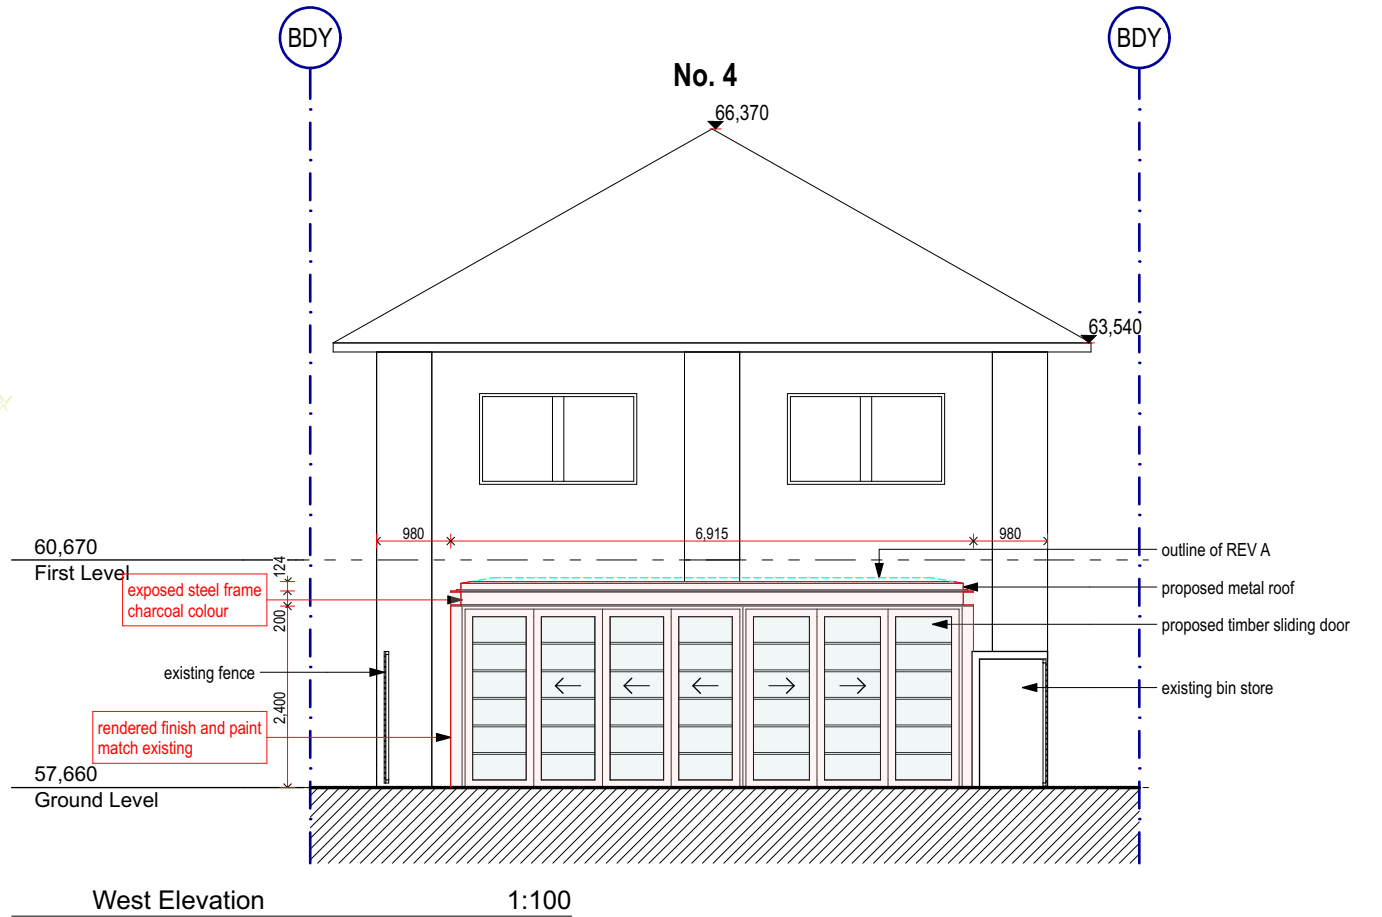 BDY
BDY
No. 4
66,370
63,540
980
6,915
980
60,670
First Level
124
outline of REV A
exposed steel frame
charcoal colour
proposed metal roof
200
proposed timber sliding door
existing fence
existing bin store
2,400
rendered finish and paint
match existing
57,660
Ground Level
West Elevation
1:100